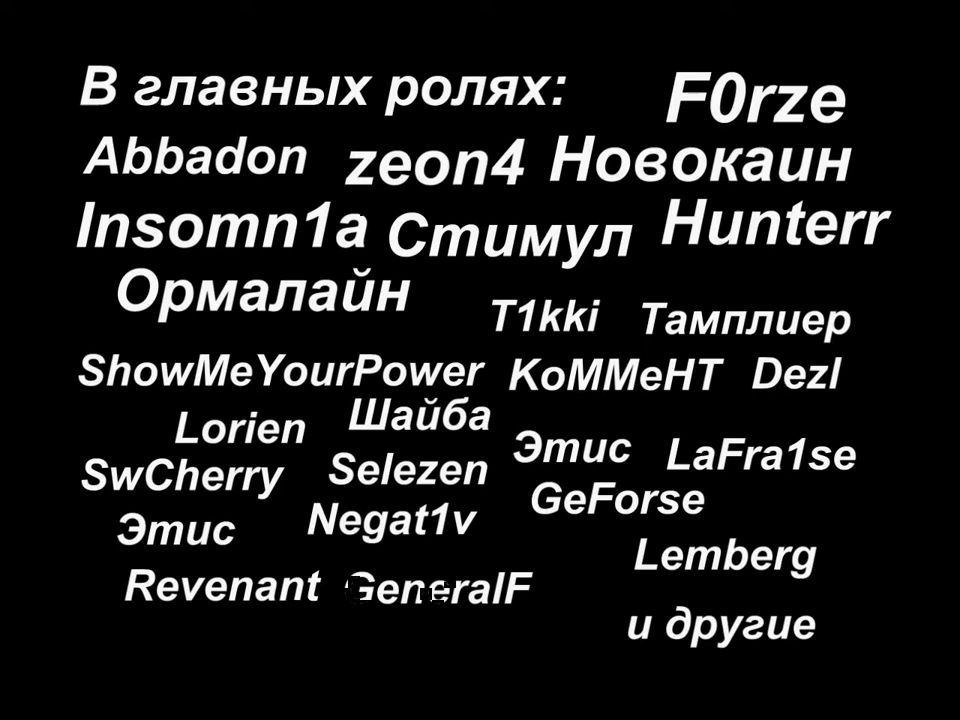 В главных ролях: F0rze
Abbadon zeon4 Новокаин
Insomn1a Стимул Hunterr
Ормалайн T1kki Тамплиер
ShowMeYourPower KoMMeHT Dezl
Lorien Шайба Этис LaFra1se
SwCherry Selezen GeForse
Этис Negat1v Lemberg
Revenant GeneralF
и другие